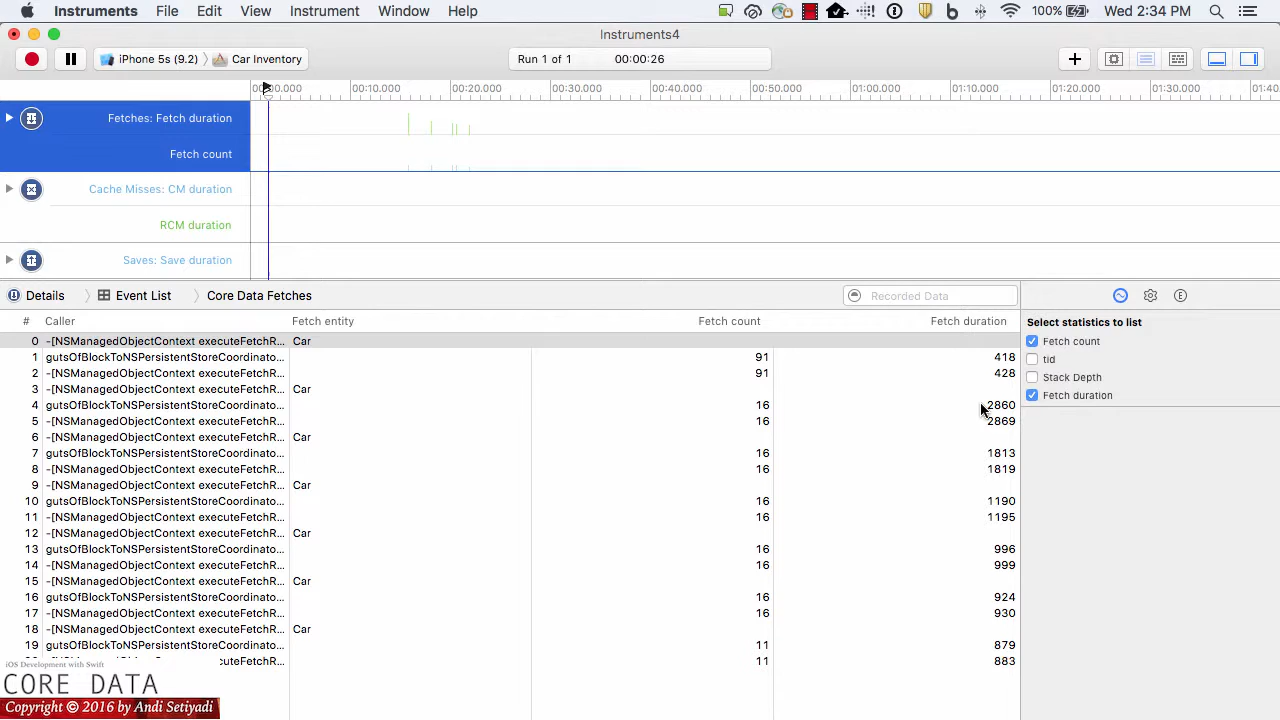 Instruments File Edit View Instrument Window Help 100% Wed 2:34 PM
Instruments4
iPhone 5s (9.2) Car Inventory Run 1 of 1 00:00:26
00:00.000 00:10.000 00:20.000 00:30.000 00:40.000 00:50.000 01:00.000 01:10.000 01:20.000 01:30.000 01:40
Fetches: Fetch duration
Fetch count
Cache Misses: CM duration
RCM duration
Saves: Save duration
Details Event List Core Data Fetches Recorded Data
# Caller Fetch entity Fetch count Fetch duration
0 -[NSManagedObjectContext executeFetchR... Car
1 gutsOfBlockToNSPersistentStoreCoordinato... 91 418
2 -[NSManagedObjectContext executeFetchR... 91 428
3 -[NSManagedObjectContext executeFetchR... Car
4 gutsOfBlockToNSPersistentStoreCoordinato... 16 2860
5 -[NSManagedObjectContext executeFetchR... 16 2869
6 -[NSManagedObjectContext executeFetchR... Car
7 gutsOfBlockToNSPersistentStoreCoordinato... 16 1813
8 -[NSManagedObjectContext executeFetchR... 16 1819
9 -[NSManagedObjectContext executeFetchR... Car
10 gutsOfBlockToNSPersistentStoreCoordinato... 16 1190
11 -[NSManagedObjectContext executeFetchR... 16 1195
12 -[NSManagedObjectContext executeFetchR... Car
13 gutsOfBlockToNSPersistentStoreCoordinato... 16 996
14 -[NSManagedObjectContext executeFetchR... 16 999
15 -[NSManagedObjectContext executeFetchR... Car
16 gutsOfBlockToNSPersistentStoreCoordinato... 16 924
17 -[NSManagedObjectContext executeFetchR... 16 930
18 -[NSManagedObjectContext executeFetchR... Car
19 gutsOfBlockToNSPersistentStoreCoordinato... 11 879
ecuteFetchR... 11 883
Select statistics to list
Fetch count
tid
Stack Depth
Fetch duration
iOS Development with Swift
CORE DATA
Copyright © 2016 by Andi Setiyadi